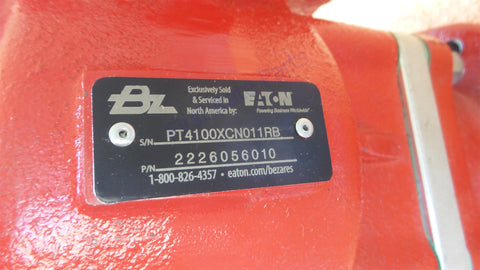 BZ
Exclusively Sold
& Serviced in
North America by:
EATON
Powering Business Worldwide
S/N PT4100XCN011RB
P/N 2226056010
1-800-826-4357 • eaton.com/bezares